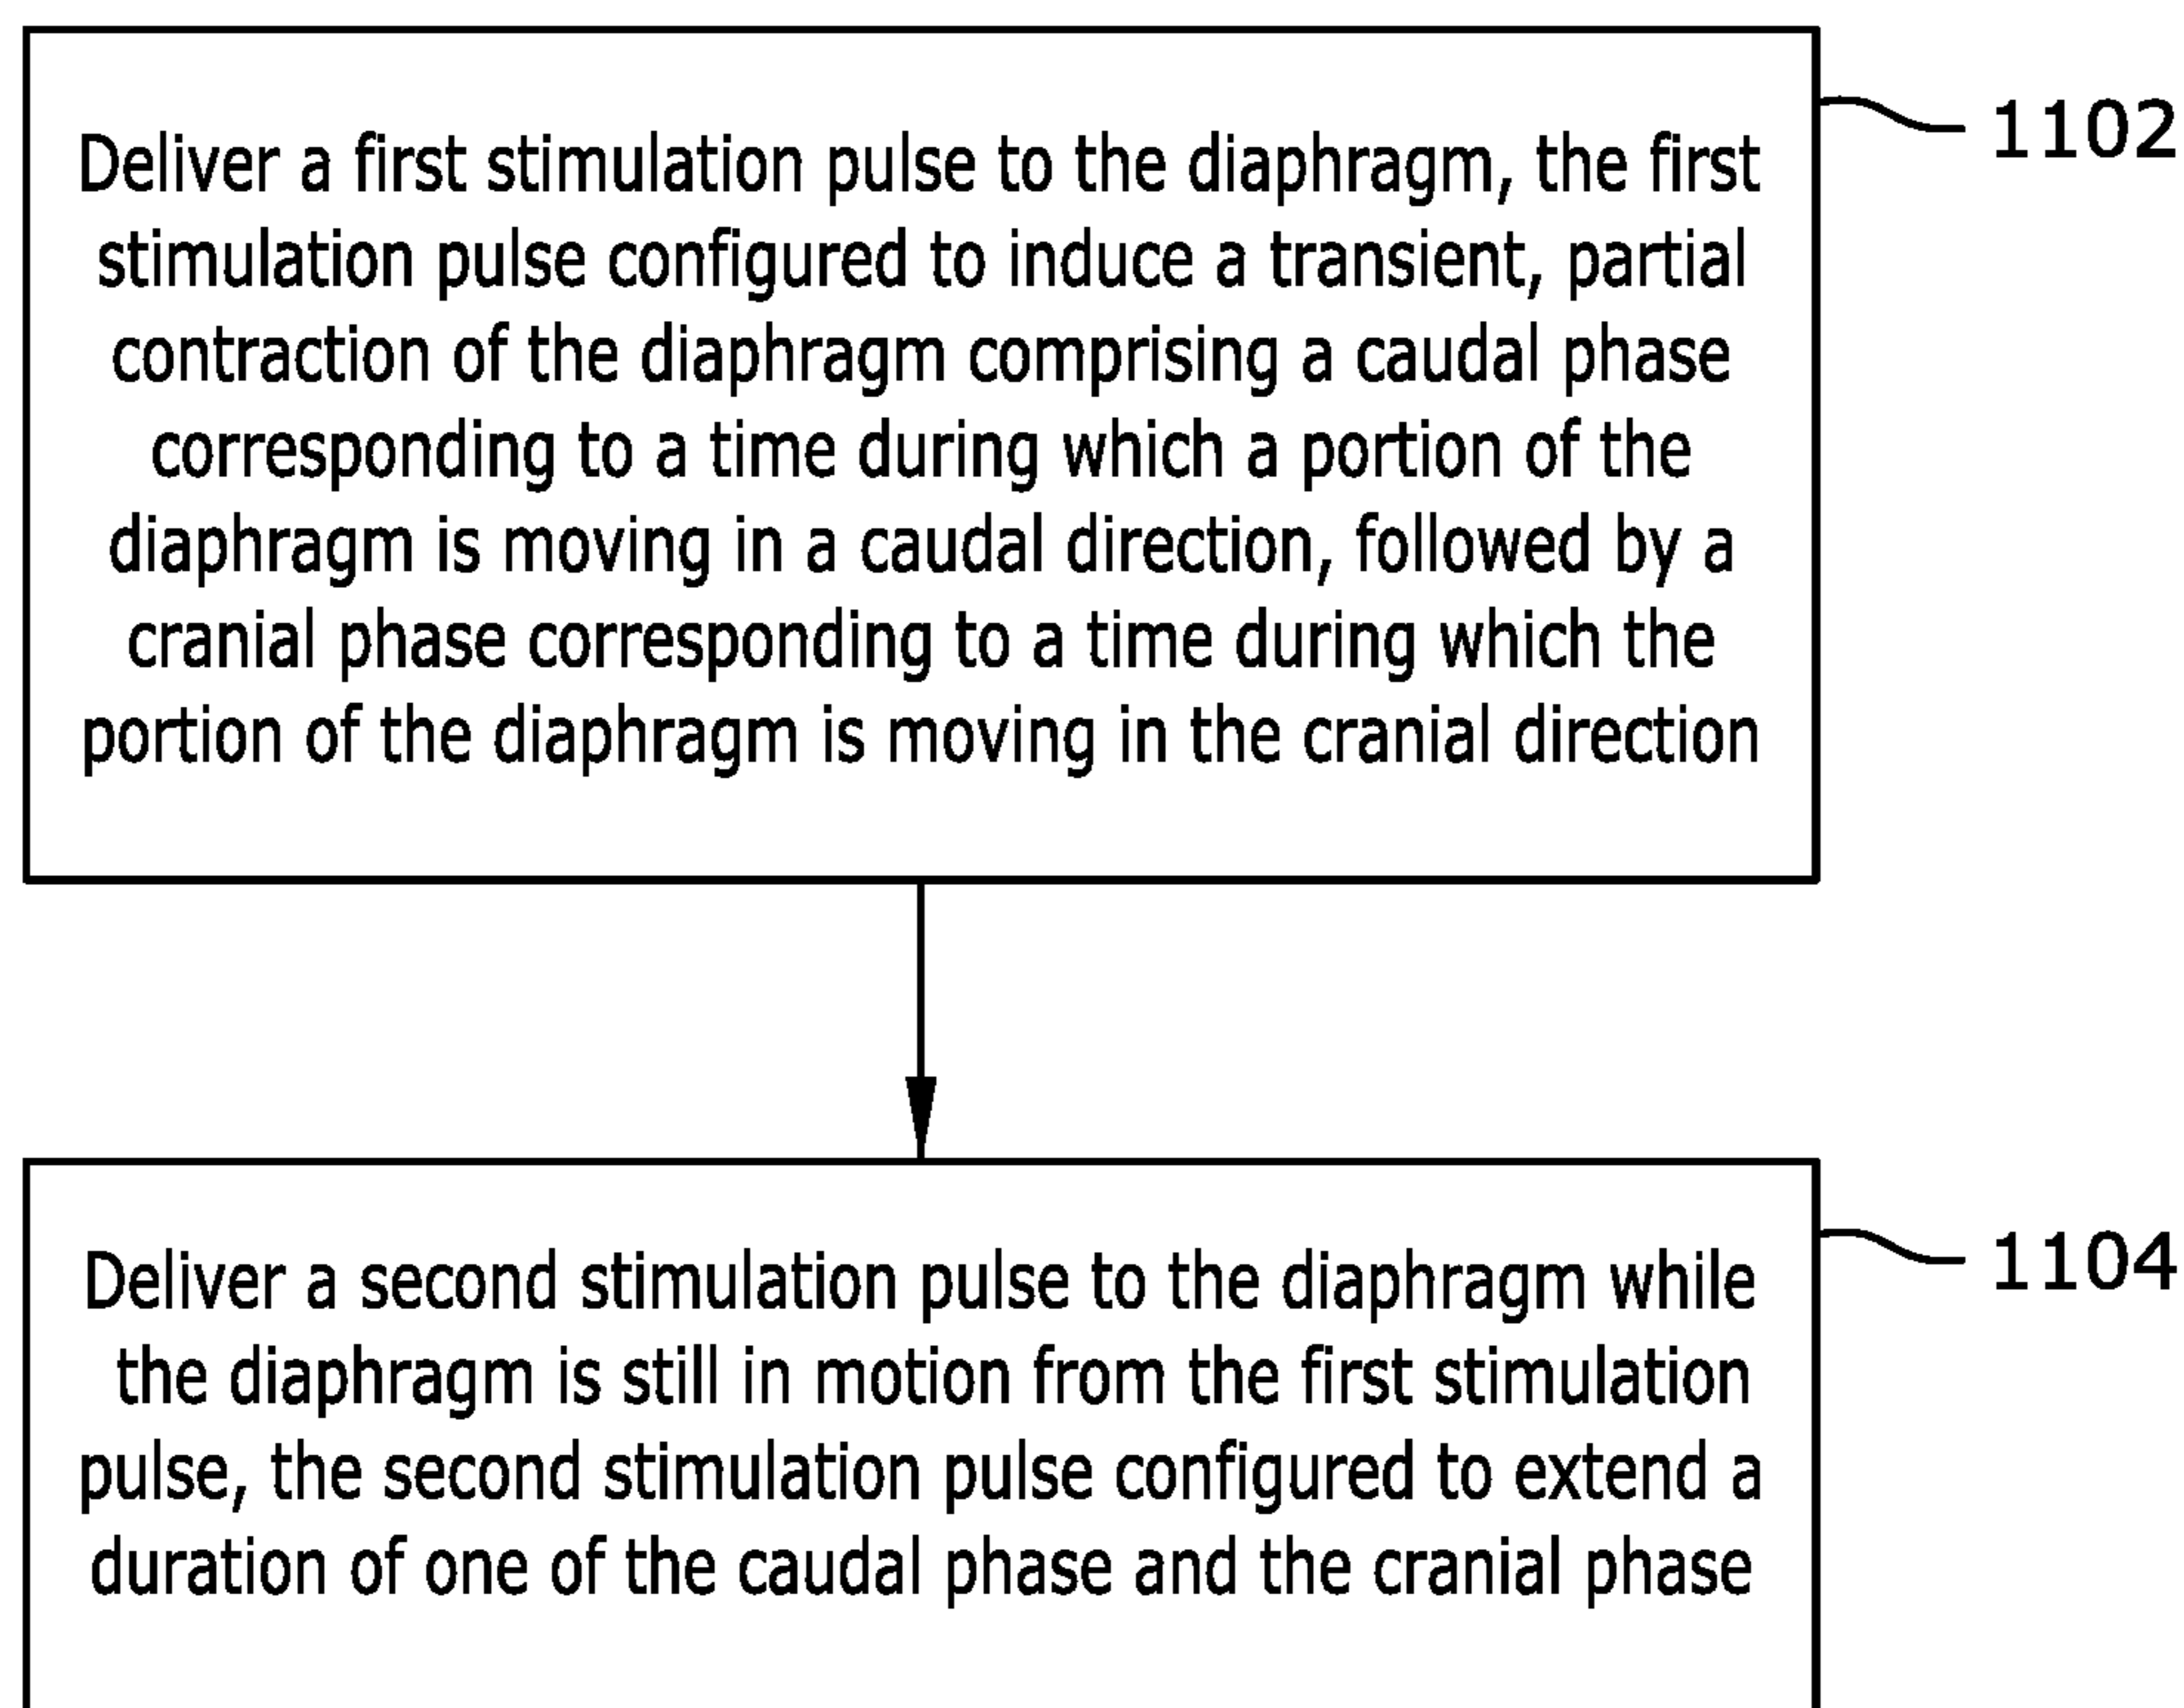 Deliver a first stimulation pulse to the diaphragm, the first
stimulation pulse configured to induce a transient, partial
contraction of the diaphragm comprising a caudal phase
corresponding to a time during which a portion of the
diaphragm is moving in a caudal direction, followed by a
cranial phase corresponding to a time during which the
portion of the diaphragm is moving in the cranial direction
1102
Deliver a second stimulation pulse to the diaphragm while
the diaphragm is still in motion from the first stimulation
pulse, the second stimulation pulse configured to extend a
duration of one of the caudal phase and the cranial phase
1104